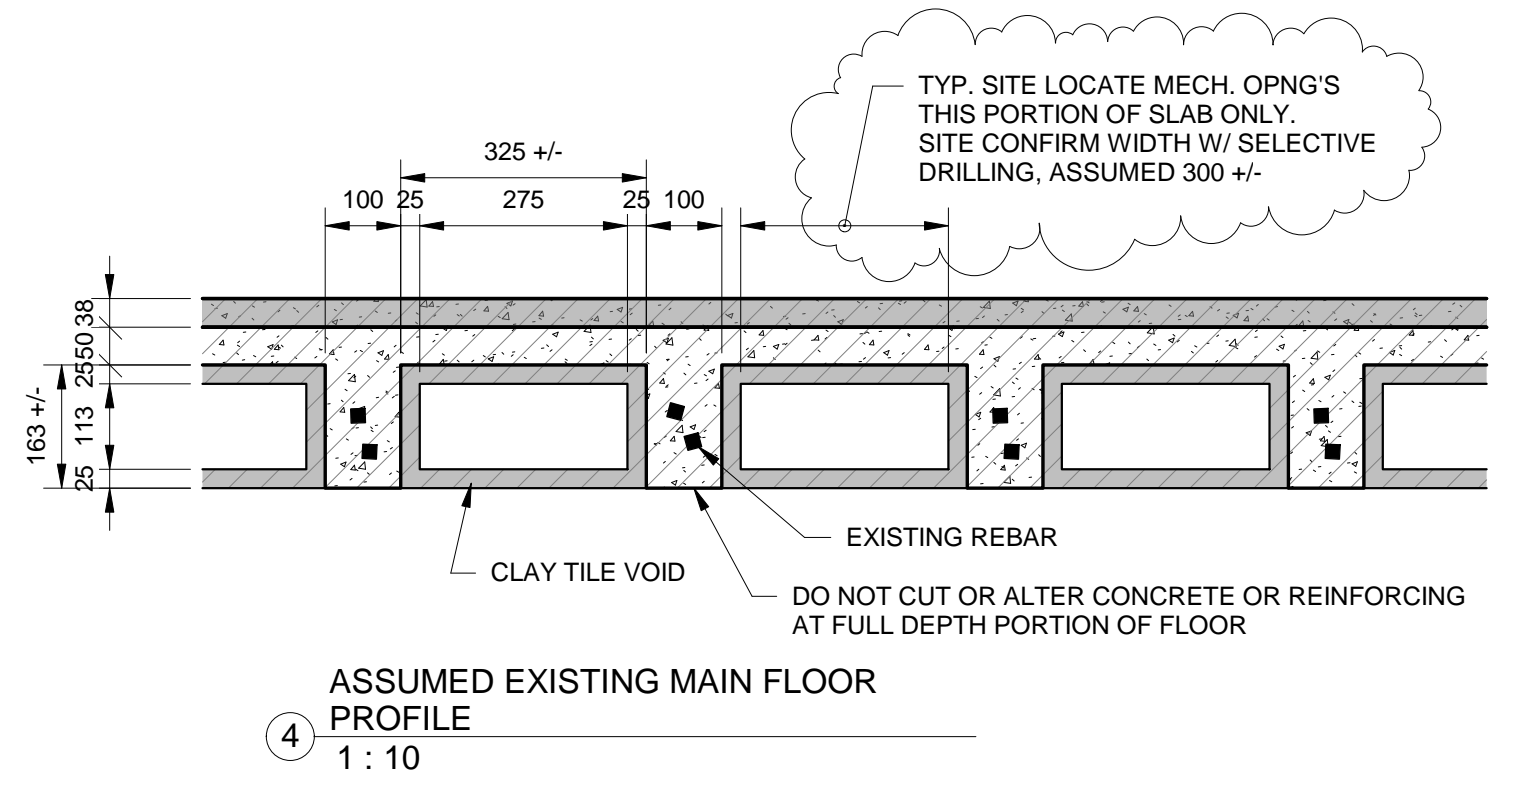 TYP. SITE LOCATE MECH. OPNG'S
THIS PORTION OF SLAB ONLY.
SITE CONFIRM WIDTH W/ SELECTIVE
DRILLING, ASSUMED 300 +/-
325 +/-
100 25 275 25 100
38
50
25
113
25
163 +/-
EXISTING REBAR
CLAY TILE VOID
DO NOT CUT OR ALTER CONCRETE OR REINFORCING
AT FULL DEPTH PORTION OF FLOOR
ASSUMED EXISTING MAIN FLOOR
PROFILE
4
1 : 10